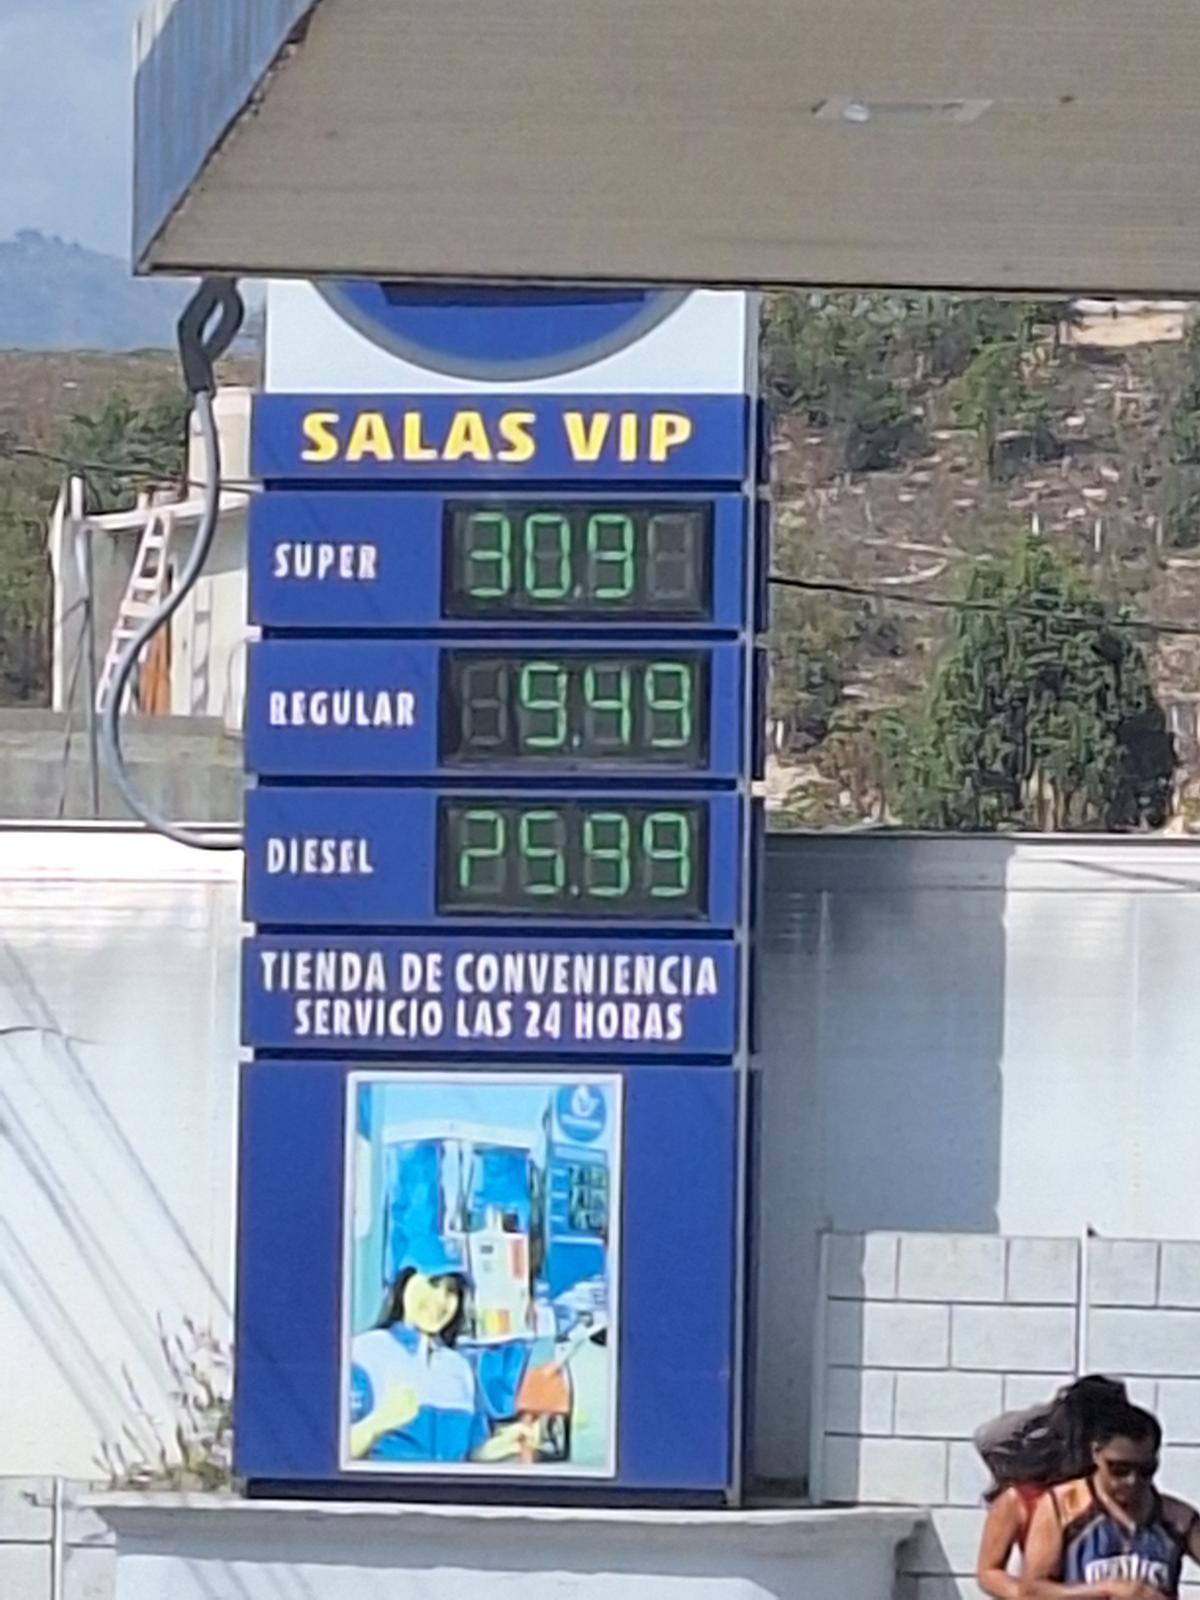 SALAS VIP
SUPER 30.9
REGULAR 9.49
DIESEL 25.99
TIENDA DE CONVENIENCIA
SERVICIO LAS 24 HORAS